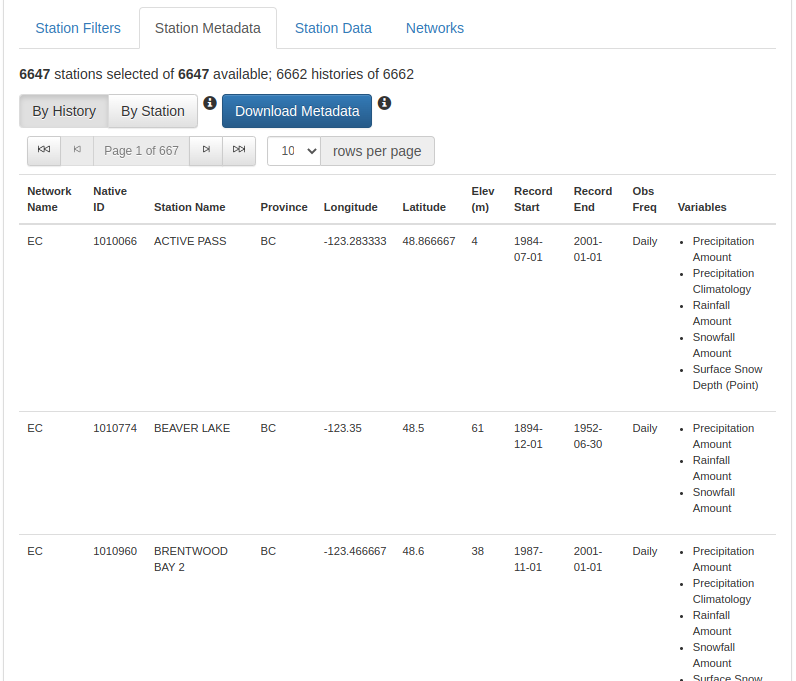 Station Filters Station Metadata Station Data Networks
6647 stations selected of 6647 available; 6662 histories of 6662
By History By Station Download Metadata
Page 1 of 667 10 rows per page
Network Name Native ID Station Name Province Longitude Latitude Elev (m) Record Start Record End Obs Freq Variables
EC 1010066 ACTIVE PASS BC -123.283333 48.866667 4 1984-07-01 2001-01-01 Daily
Precipitation Amount
Precipitation Climatology
Rainfall Amount
Snowfall Amount
Surface Snow Depth (Point)
EC 1010774 BEAVER LAKE BC -123.35 48.5 61 1894-12-01 1952-06-30 Daily
Precipitation Amount
Rainfall Amount
Snowfall Amount
EC 1010960 BRENTWOOD BAY 2 BC -123.466667 48.6 38 1987-11-01 2001-01-01 Daily
Precipitation Amount
Precipitation Climatology
Rainfall Amount
Snowfall Amount
Surface Snow